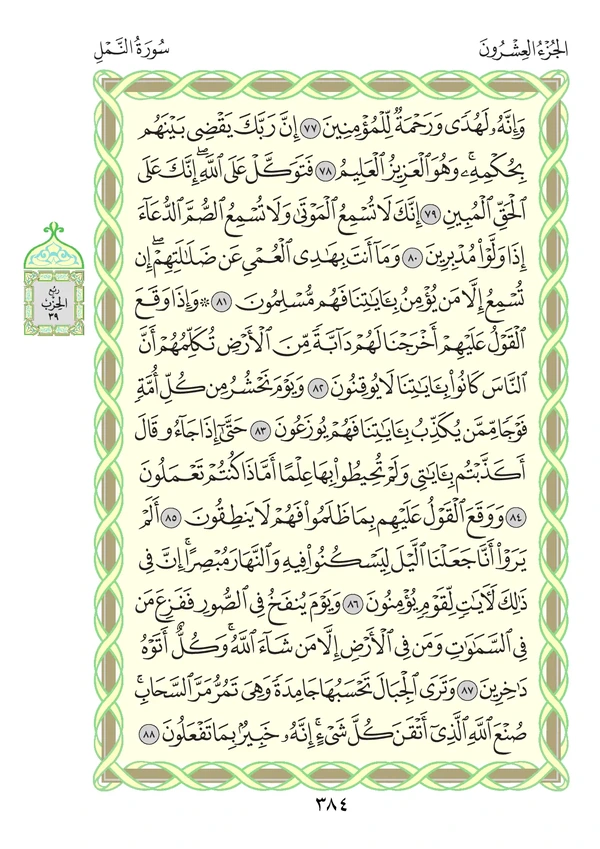 الجُزْءُ العِشْرُونَ
سُورَةُ النَّمْلِ
وَإِنَّهُۥ لَهُدٗى وَرَحۡمَةٞ لِّلۡمُؤۡمِنِينَ ٧٧ إِنَّ رَبَّكَ يَقۡضِي بَيۡنَهُم
بِحُكۡمِهِۦۚ وَهُوَ ٱلۡعَزِيزُ ٱلۡعَلِيمُ ٧٨ فَتَوَكَّلۡ عَلَى ٱللَّهِۖ إِنَّكَ عَلَى
ٱلۡحَقِّ ٱلۡمُبِينِ ٧٩ إِنَّكَ لَا تُسۡمِعُ ٱلۡمَوۡتَىٰ وَلَا تُسۡمِعُ ٱلصُّمَّ ٱلدُّعَآءَ
إِذَا وَلَّوۡاْ مُدۡبِرِينَ ٨٠ وَمَآ أَنتَ بِهَٰدِي ٱلۡعُمۡيِ عَن ضَلَٰلَتِهِمۡۖ إِن
تُسۡمِعُ إِلَّا مَن يُؤۡمِنُ بِـَٔايَٰتِنَا فَهُم مُّسۡلِمُونَ ٨١ ۞ وَإِذَا وَقَعَ
ٱلۡقَوۡلُ عَلَيۡهِمۡ أَخۡرَجۡنَا لَهُمۡ دَآبَّةٗ مِّنَ ٱلۡأَرۡضِ تُكَلِّمُهُمۡ أَنَّ
ٱلنَّاسَ كَانُواْ بِـَٔايَٰتِنَا لَا يُوقِنُونَ ٨٢ وَيَوۡمَ نَحۡشُرُ مِن كُلِّ أُمَّةٖ
فَوۡجٗا مِّمَّن يُكَذِّبُ بِـَٔايَٰتِنَا فَهُمۡ يُوزَعُونَ ٨٣ حَتَّىٰٓ إِذَا جَآءُو قَالَ
أَكَذَّبۡتُم بِـَٔايَٰتِي وَلَمۡ تُحِيطُواْ بِهَا عِلۡمًا أَمَّاذَا كُنتُمۡ تَعۡمَلُونَ
٨٤ وَوَقَعَ ٱلۡقَوۡلُ عَلَيۡهِم بِمَا ظَلَمُواْ فَهُمۡ لَا يَنطِقُونَ ٨٥ أَلَمۡ
يَرَوۡاْ أَنَّا جَعَلۡنَا ٱلَّيۡلَ لِيَسۡكُنُواْ فِيهِ وَٱلنَّهَارَ مُبۡصِرًاۚ إِنَّ فِي
ذَٰلِكَ لَأٓيَٰتٖ لِّقَوۡمٖ يُؤۡمِنُونَ ٨٦ وَيَوۡمَ يُنفَخُ فِي ٱلصُّورِ فَفَزِعَ مَن
فِي ٱلسَّمَٰوَٰتِ وَمَن فِي ٱلۡأَرۡضِ إِلَّا مَن شَآءَ ٱللَّهُۚ وَكُلٌّ أَتَوۡهُ
دَٰخِرِينَ ٨٧ وَتَرَى ٱلۡجِبَالَ تَحۡسَبُهَا جَامِدَةٗ وَهِيَ تَمُرُّ مَرَّ ٱلسَّحَابِۚ
صُنۡعَ ٱللَّهِ ٱلَّذِيٓ أَتۡقَنَ كُلَّ شَيۡءٍۚ إِنَّهُۥ خَبِيرُۢ بِمَا تَفۡعَلُونَ ٨٨
رُبْع
الحِزْب
٣٩
٣٨٤